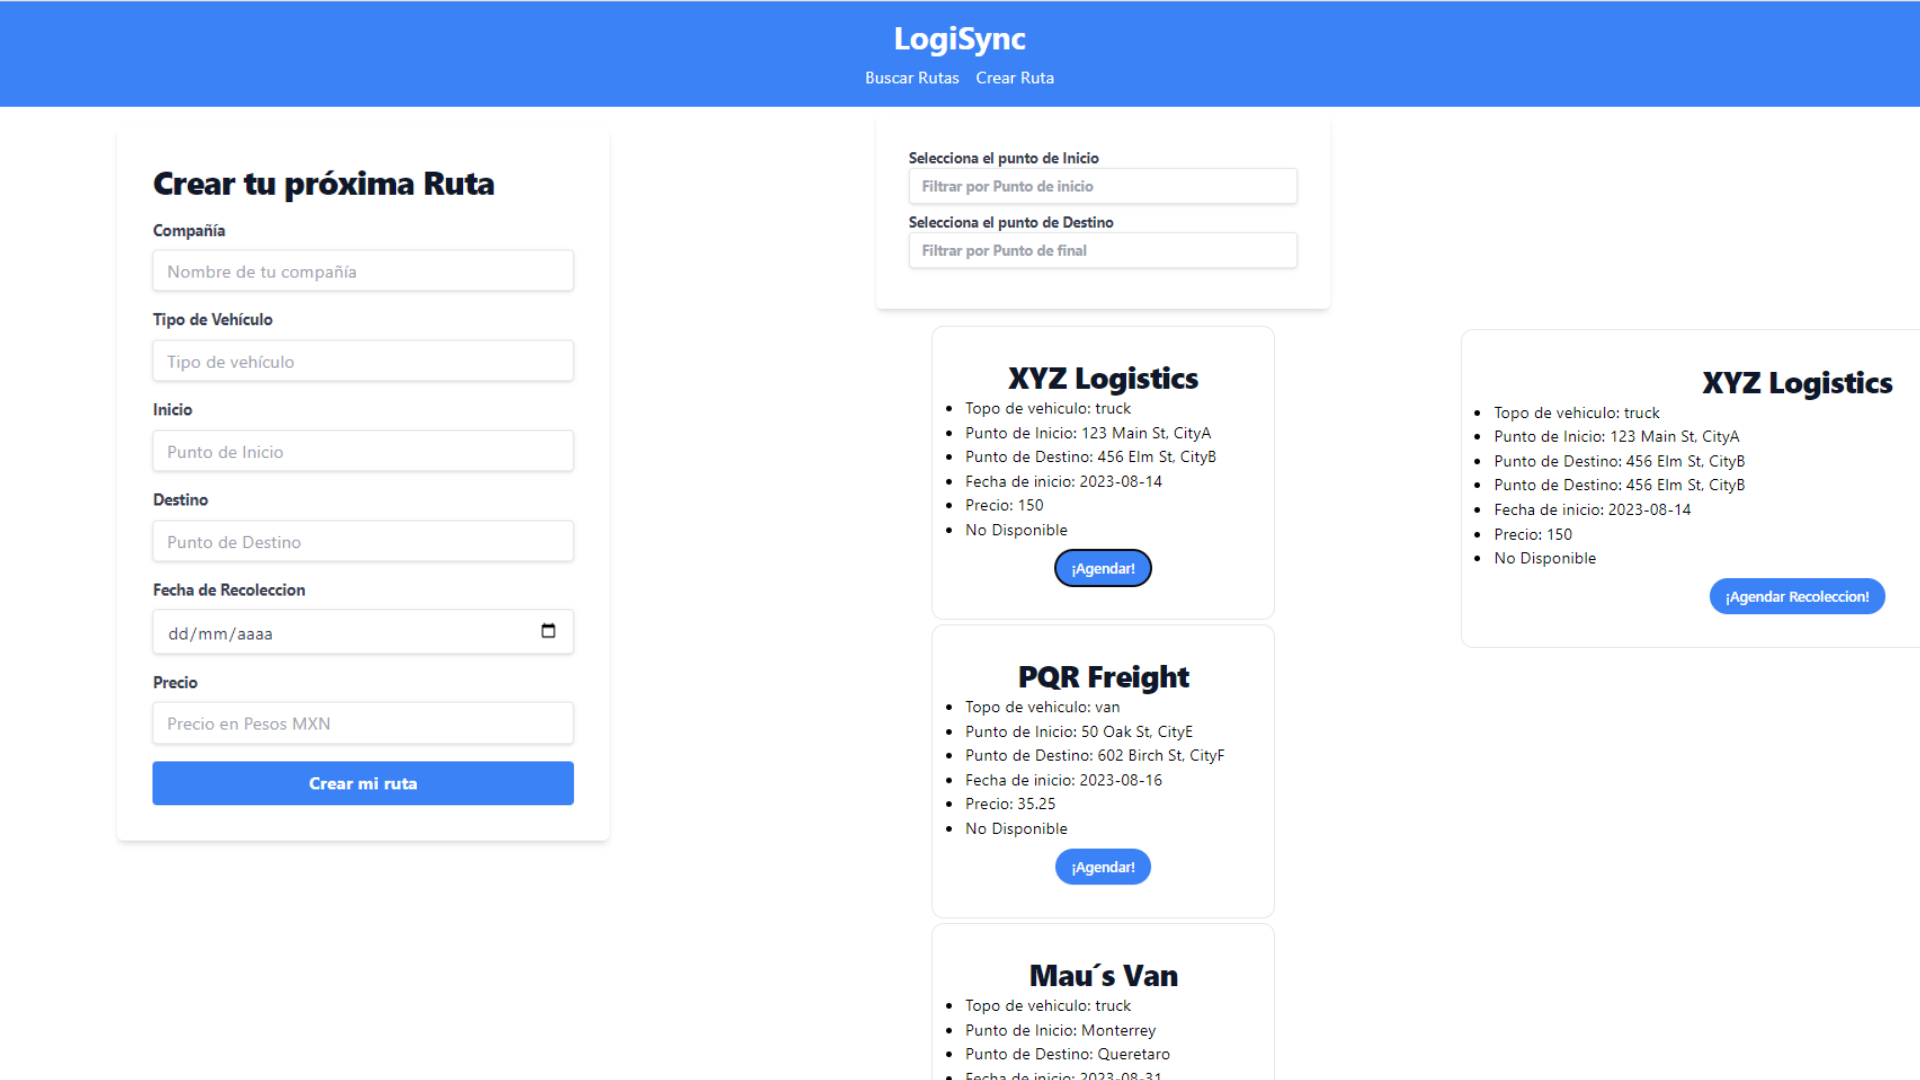 LogiSync
Buscar Rutas Crear Ruta
Crear tu próxima Ruta
Compañía
Nombre de tu compañía
Tipo de Vehículo
Tipo de vehículo
Inicio
Punto de Inicio
Destino
Punto de Destino
Fecha de Recoleccion
dd/mm/aaaa
Precio
Precio en Pesos MXN
Crear mi ruta
Selecciona el punto de Inicio
Filtrar por Punto de inicio
Selecciona el punto de Destino
Filtrar por Punto de final
XYZ Logistics
Topo de vehiculo: truck
Punto de Inicio: 123 Main St, CityA
Punto de Destino: 456 Elm St, CityB
Fecha de inicio: 2023-08-14
Precio: 150
No Disponible
¡Agendar!
PQR Freight
Topo de vehiculo: van
Punto de Inicio: 50 Oak St, CityE
Punto de Destino: 602 Birch St, CityF
Fecha de inicio: 2023-08-16
Precio: 35.25
No Disponible
¡Agendar!
Mau´s Van
Topo de vehiculo: truck
Punto de Inicio: Monterrey
Punto de Destino: Queretaro
Fecha de inicio: 2023-08-31
XYZ Logistics
Topo de vehiculo: truck
Punto de Inicio: 123 Main St, CityA
Punto de Destino: 456 Elm St, CityB
Punto de Destino: 456 Elm St, CityB
Fecha de inicio: 2023-08-14
Precio: 150
No Disponible
¡Agendar Recoleccion!